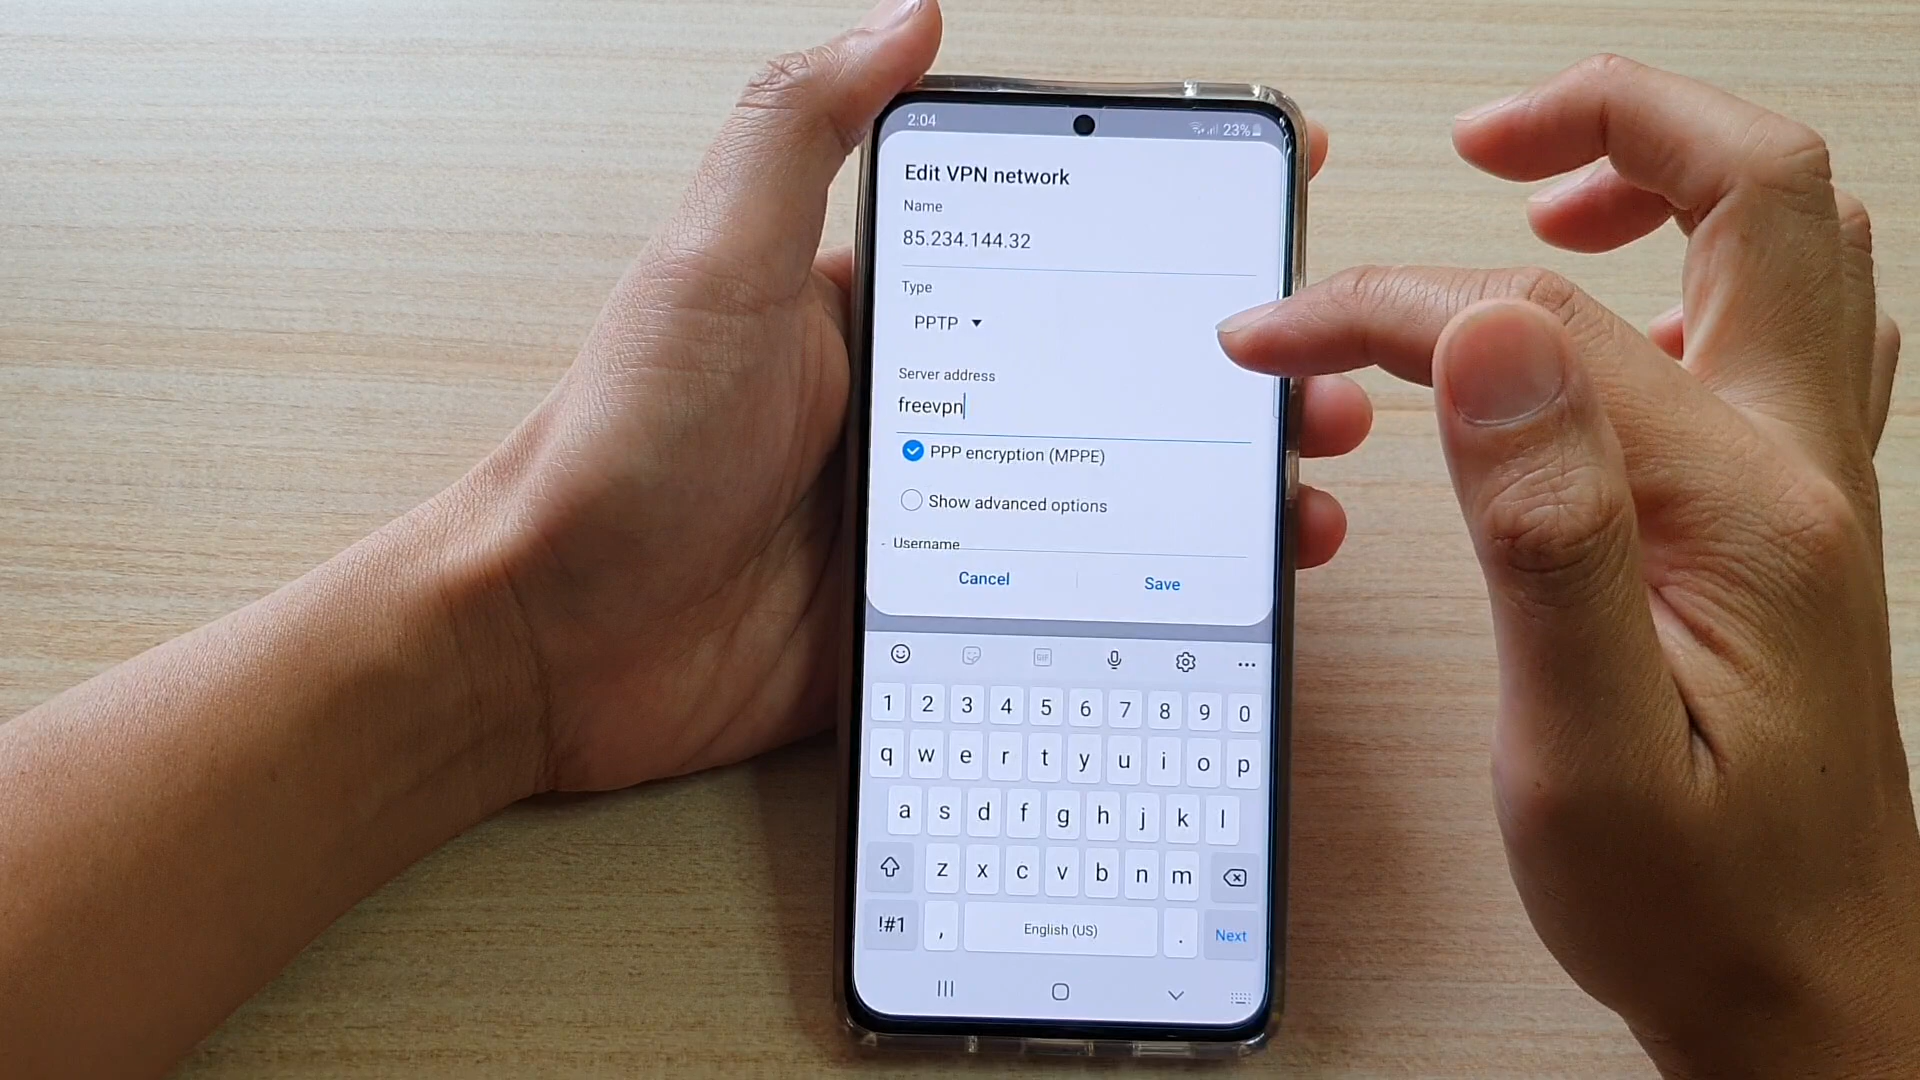 2:04 23%
Edit VPN network
Name
85.234.144.32
Type
PPTP
Server address
freevpn
PPP encryption (MPPE)
Show advanced options
- Username
Cancel Save
GIF
1 2 3 4 5 6 7 8 9 0
q w e r t y u i o p
a s d f g h j k l
z x c v b n m
!#1 , English (US) . Next